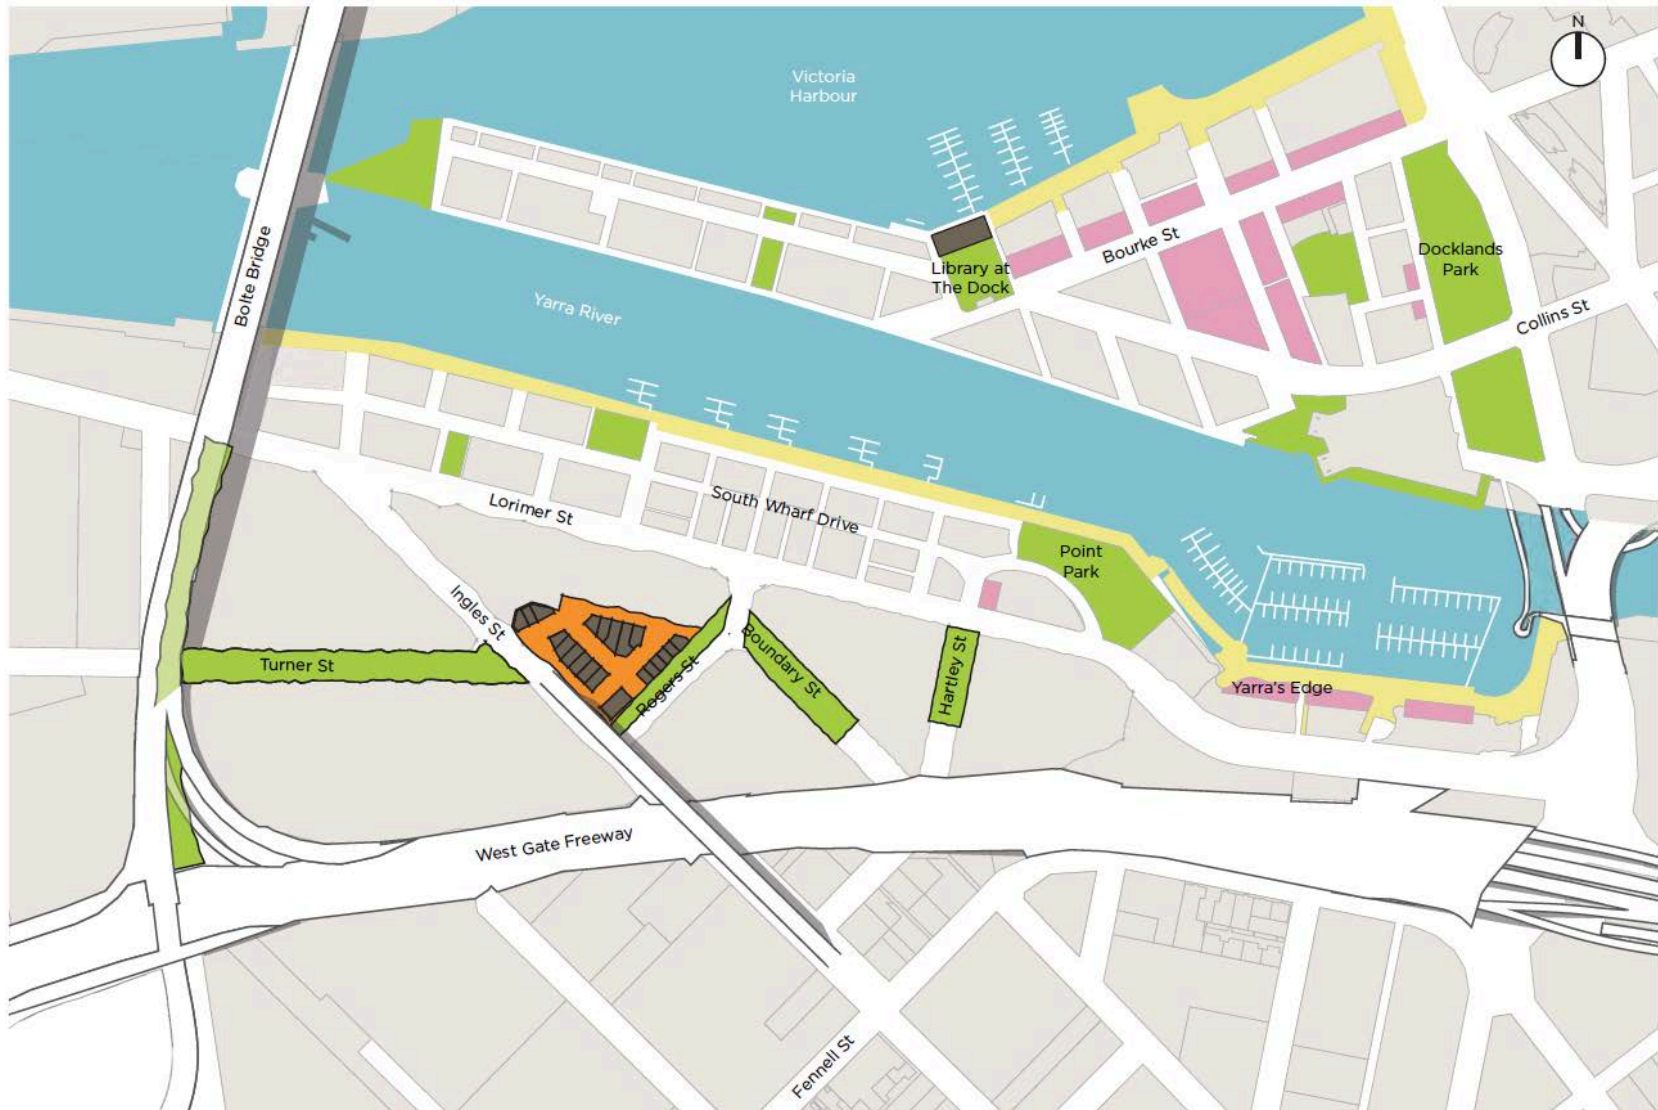 N
Victoria
Harbour
Bolte Bridge
Bourke St
Docklands
Park
Library at
The Dock
Yarra River
Collins St
Lorimer St
South Wharf Drive
Point
Park
Ingles St
Turner St
Rogers St
Boundary St
Hartley St
Yarra's Edge
West Gate Freeway
Fennell St